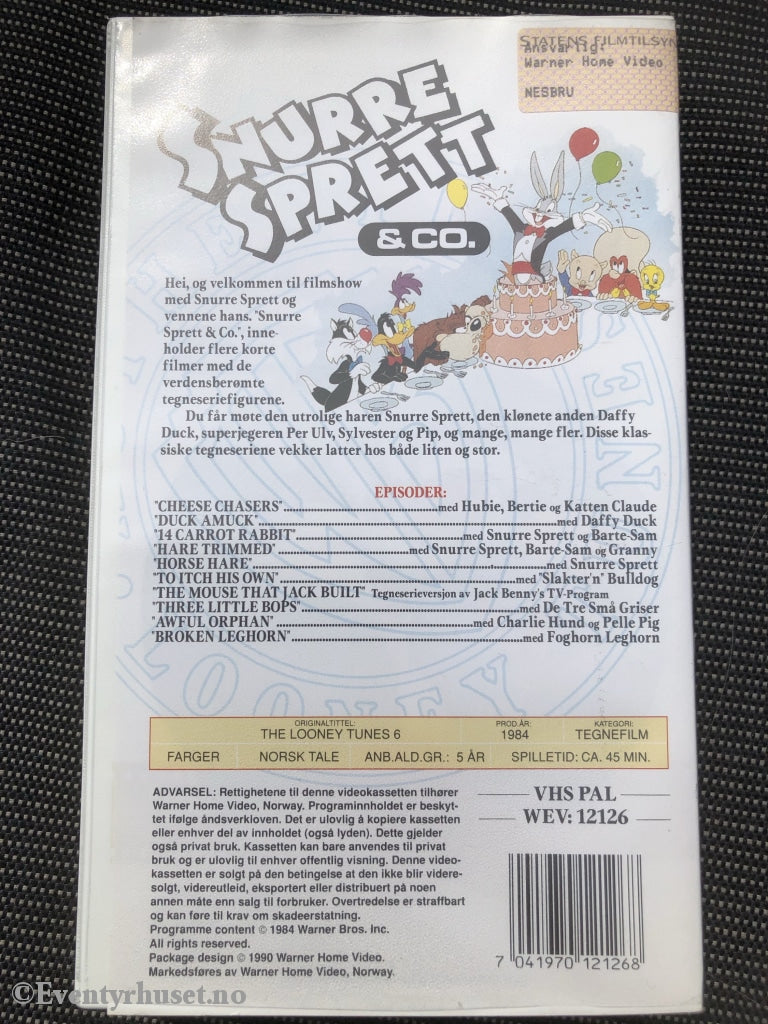 STATENS FILMTILSYN
Ansvarlig:
Warner Home Video
NESBRU
SNURRE
SPRETT
& CO.
Hei, og velkommen til filmshow
med Snurre Sprett og
vennene hans. "Snurre
Sprett & Co.", inne-
holder flere korte
filmer med de
verdensberømte
tegneseriefigurene.
Du får møte den utrolige haren Snurre Sprett, den klønete anden Daffy
Duck, superjegeren Per Ulv, Sylvester og Pip, og mange, mange fler. Disse klas-
siske tegneseriene vekker latter hos både liten og stor.
EPISODER:
"CHEESE CHASERS"........med Hubie, Bertie og Katten Claude
"DUCK AMUCK"........med Daffy Duck
"14 CARROT RABBIT"........med Snurre Sprett og Barte-Sam
"HARE TRIMMED"........med Snurre Sprett, Barte-Sam og Granny
"HORSE HARE"........med Snurre Sprett
"TO ITCH HIS OWN"........med "Slakter'n" Bulldog
"THE MOUSE THAT JACK BUILT" Tegneserieversjon av Jack Benny's TV-Program
"THREE LITTLE BOPS"........med De Tre Små Griser
"AWFUL ORPHAN"........med Charlie Hund og Pelle Pig
"BROKEN LEGHORN"........med Foghorn Leghorn
LOONEY TUNES
ORIGINALTITTEL: PROD.ÅR: KATEGORI:
THE LOONEY TUNES 6 1984 TEGNEFILM
FARGER NORSK TALE ANB.ALD.GR.: 5 ÅR SPILLETID: CA. 45 MIN.
ADVARSEL: Rettighetene til denne videokassetten tilhører
Warner Home Video, Norway. Programinnholdet er beskyt-
tet ifølge åndsverkloven. Det er ulovlig å kopiere kassetten
eller enhver del av innholdet (også lyden). Dette gjelder
også privat bruk. Kassetten kan bare anvendes til privat
bruk og er ulovlig til enhver offentlig visning. Denne video-
kassetten er solgt på den betingelse at den ikke blir videre-
solgt, videreutleid, eksportert eller distribuert på noen
annen måte enn salg til forbruker. Overtredelse er straffbart
og kan føre til krav om skadeerstatning.
Programme content © 1984 Warner Bros. Inc.
All rights reserved.
Package design © 1990 Warner Home Video.
Markedsføres av Warner Home Video, Norway.
VHS PAL
WEV: 12126
7 041970 121268
©Eventyrhuset.no